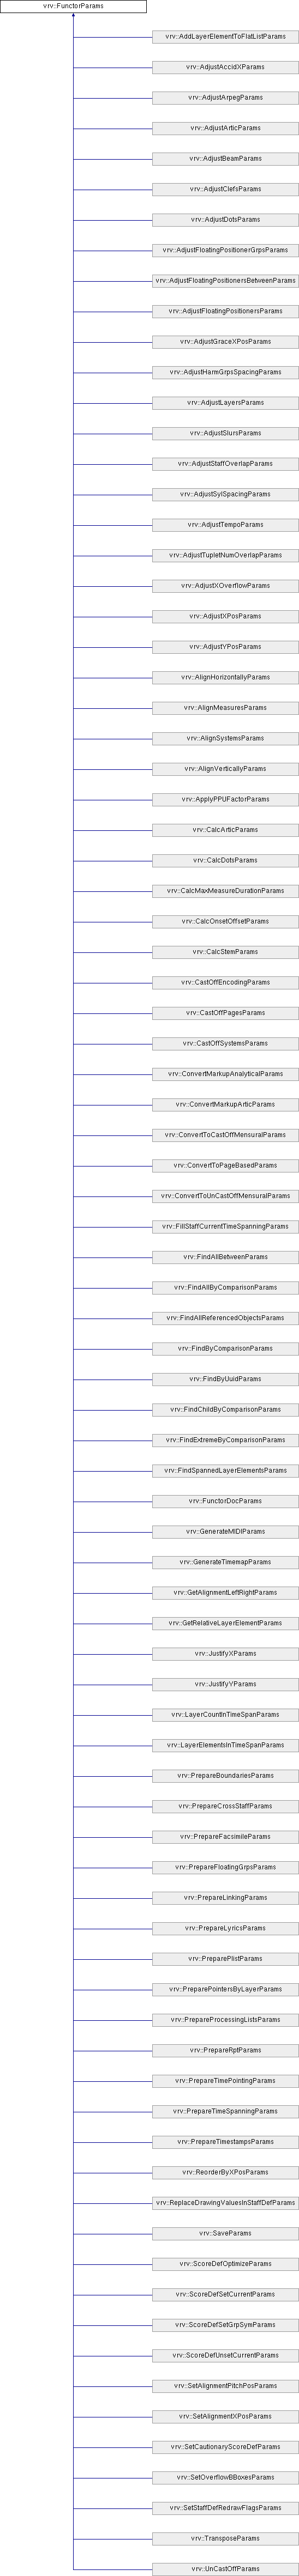 vrv::FunctorParams
vrv::AddLayerElementToFlatListParams
vrv::AdjustAccidXParams
vrv::AdjustArpegParams
vrv::AdjustArticParams
vrv::AdjustBeamParams
vrv::AdjustClefsParams
vrv::AdjustDotsParams
vrv::AdjustFloatingPositionerGrpsParams
vrv::AdjustFloatingPositionersBetweenParams
vrv::AdjustFloatingPositionersParams
vrv::AdjustGraceXPosParams
vrv::AdjustHarmGrpsSpacingParams
vrv::AdjustLayersParams
vrv::AdjustSlursParams
vrv::AdjustStaffOverlapParams
vrv::AdjustSylSpacingParams
vrv::AdjustTempoParams
vrv::AdjustTupletNumOverlapParams
vrv::AdjustXOverflowParams
vrv::AdjustXPosParams
vrv::AdjustYPosParams
vrv::AlignHorizontallyParams
vrv::AlignMeasuresParams
vrv::AlignSystemsParams
vrv::AlignVerticallyParams
vrv::ApplyPPUFactorParams
vrv::CalcArticParams
vrv::CalcDotsParams
vrv::CalcMaxMeasureDurationParams
vrv::CalcOnsetOffsetParams
vrv::CalcStemParams
vrv::CastOffEncodingParams
vrv::CastOffPagesParams
vrv::CastOffSystemsParams
vrv::ConvertMarkupAnalyticalParams
vrv::ConvertMarkupArticParams
vrv::ConvertToCastOffMensuralParams
vrv::ConvertToPageBasedParams
vrv::ConvertToUnCastOffMensuralParams
vrv::FillStaffCurrentTimeSpanningParams
vrv::FindAllBetweenParams
vrv::FindAllByComparisonParams
vrv::FindAllReferencedObjectsParams
vrv::FindByComparisonParams
vrv::FindByUuidParams
vrv::FindChildByComparisonParams
vrv::FindExtremeByComparisonParams
vrv::FindSpannedLayerElementsParams
vrv::FunctorDocParams
vrv::GenerateMIDIParams
vrv::GenerateTimemapParams
vrv::GetAlignmentLeftRightParams
vrv::GetRelativeLayerElementParams
vrv::JustifyXParams
vrv::JustifyYParams
vrv::LayerCountInTimeSpanParams
vrv::LayerElementsInTimeSpanParams
vrv::PrepareBoundariesParams
vrv::PrepareCrossStaffParams
vrv::PrepareFacsimileParams
vrv::PrepareFloatingGrpsParams
vrv::PrepareLinkingParams
vrv::PrepareLyricsParams
vrv::PreparePlistParams
vrv::PreparePointersByLayerParams
vrv::PrepareProcessingListsParams
vrv::PrepareRptParams
vrv::PrepareTimePointingParams
vrv::PrepareTimeSpanningParams
vrv::PrepareTimestampsParams
vrv::ReorderByXPosParams
vrv::ReplaceDrawingValuesInStaffDefParams
vrv::SaveParams
vrv::ScoreDefOptimizeParams
vrv::ScoreDefSetCurrentParams
vrv::ScoreDefSetGrpSymParams
vrv::ScoreDefUnsetCurrentParams
vrv::SetAlignmentPitchPosParams
vrv::SetAlignmentXPosParams
vrv::SetCautionaryScoreDefParams
vrv::SetOverflowBBoxesParams
vrv::SetStaffDefRedrawFlagsParams
vrv::TransposeParams
vrv::UnCastOffParams